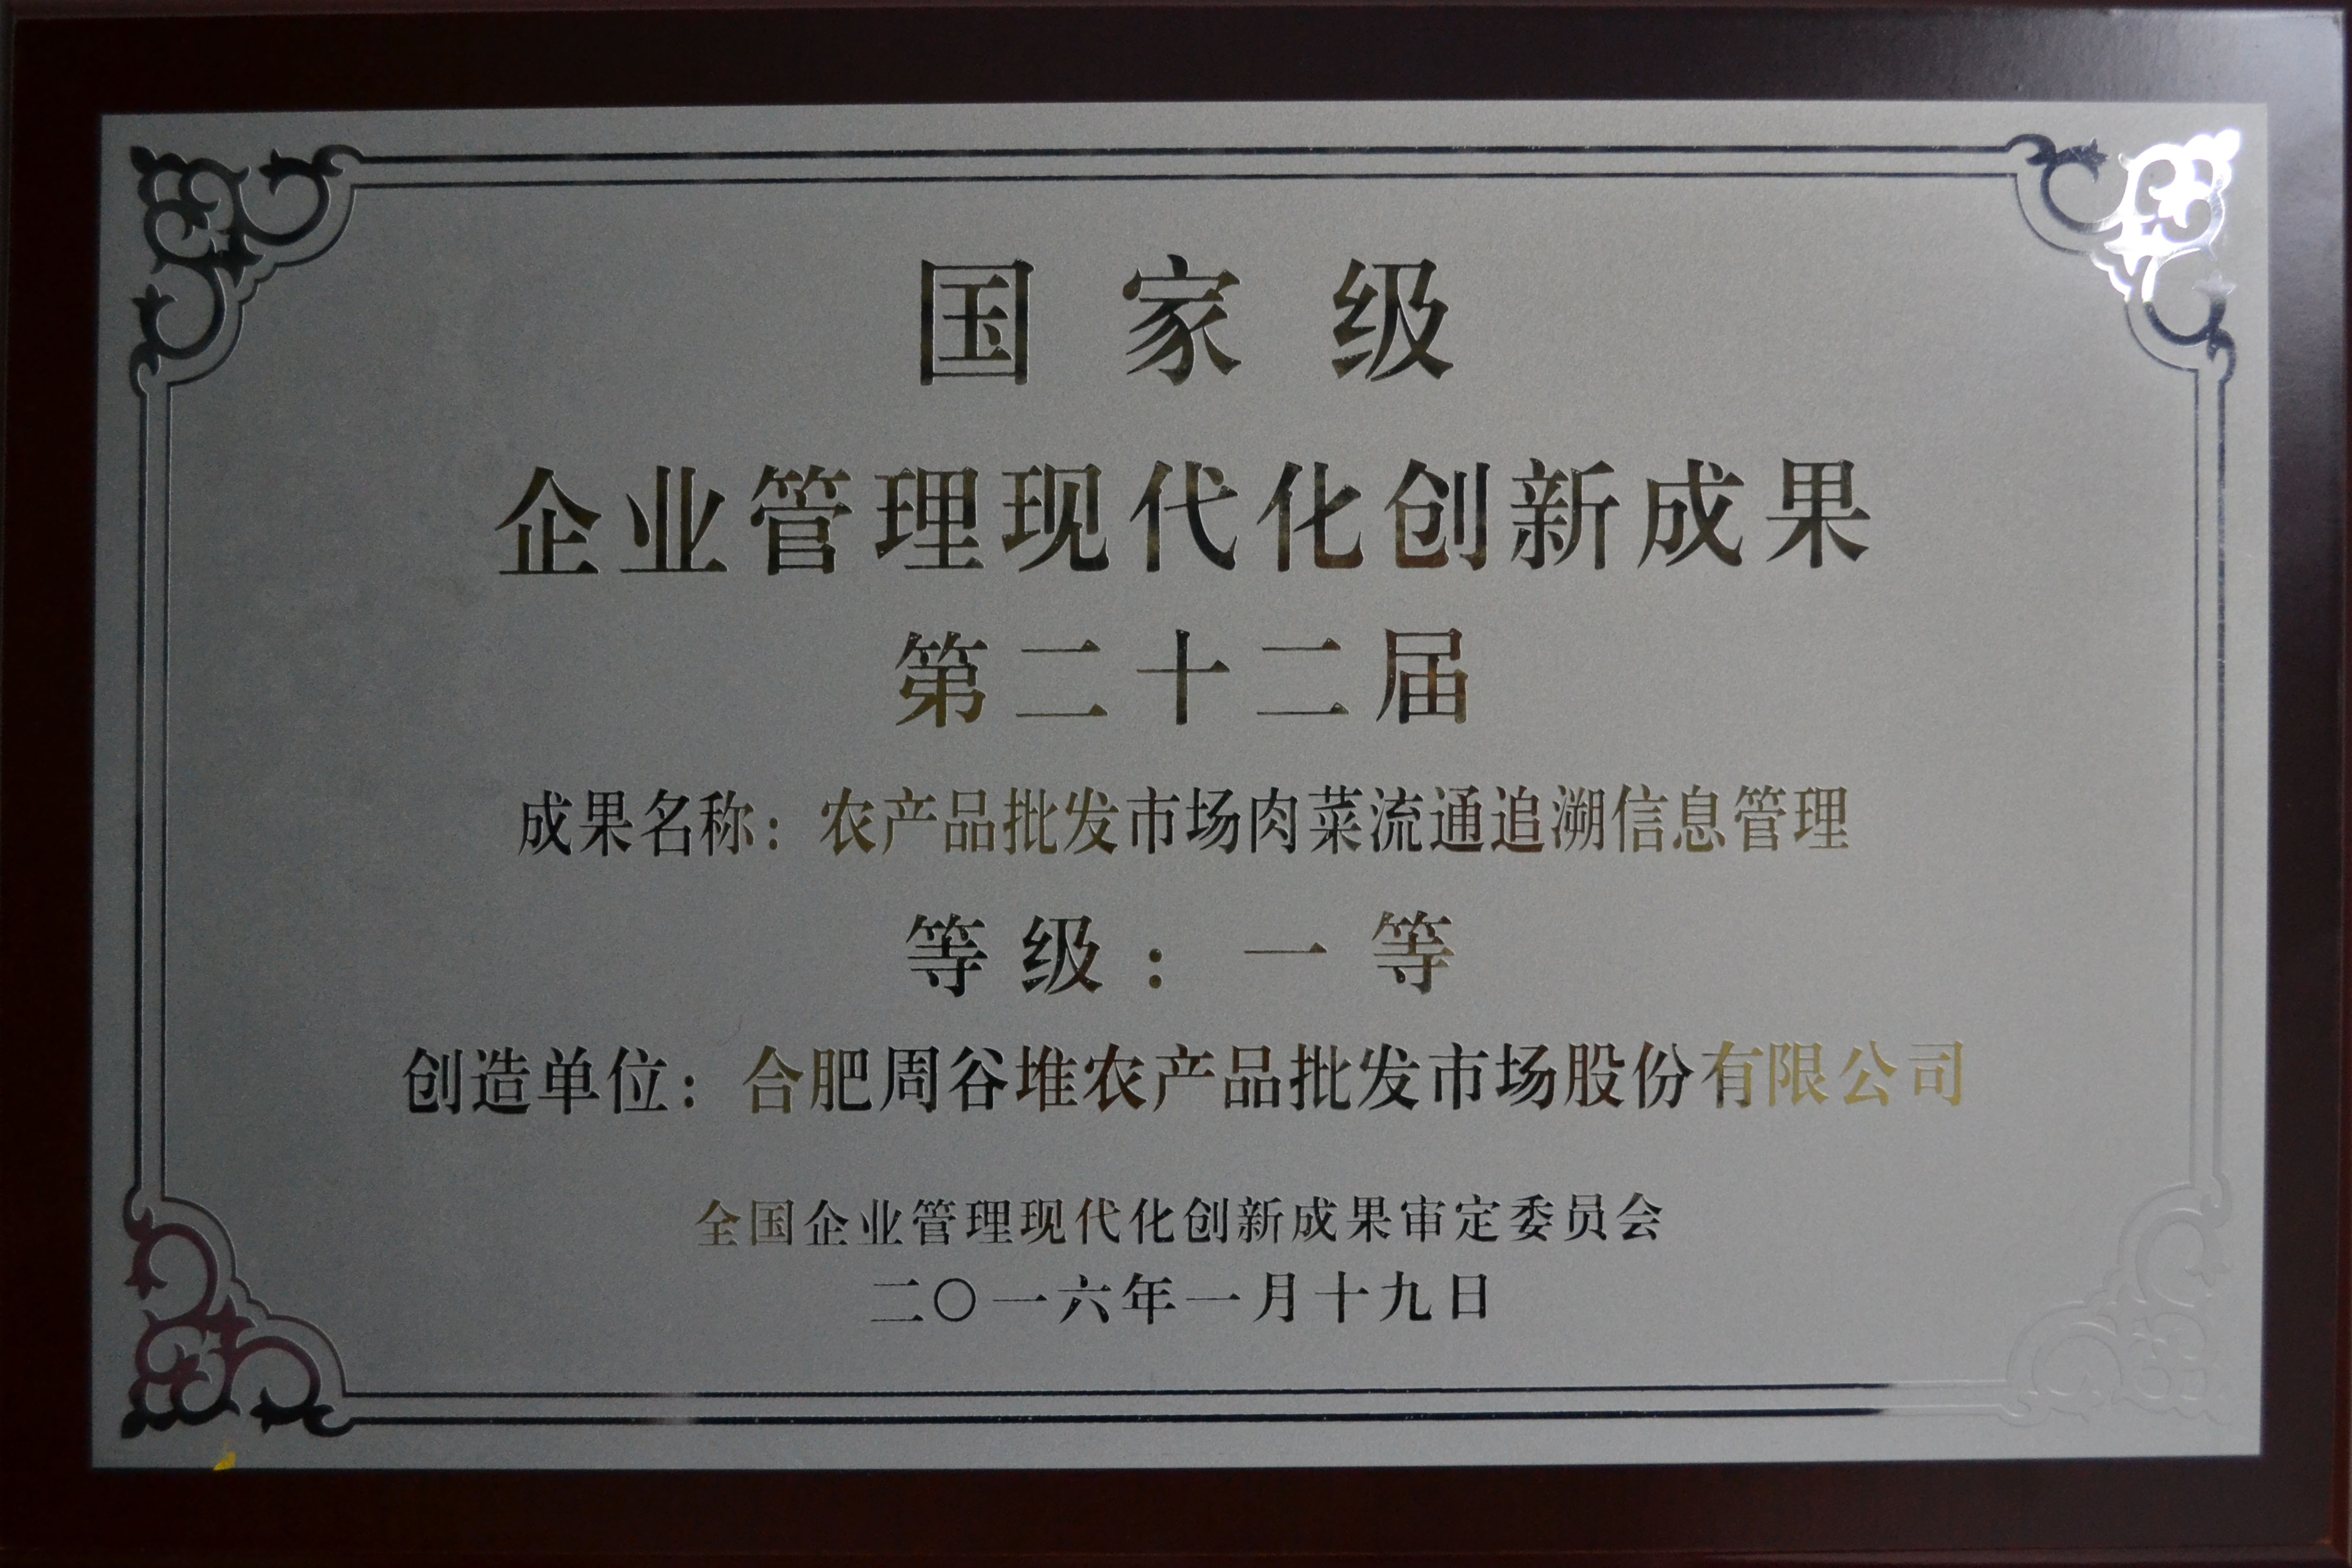 国家级
企业管理现代化创新成果
第二十二届
成果名称：农产品批发市场肉菜流通追溯信息管理
等级：一等
创造单位：合肥周谷堆农产品批发市场股份有限公司
全国企业管理现代化创新成果审定委员会
二〇一六年一月十九日